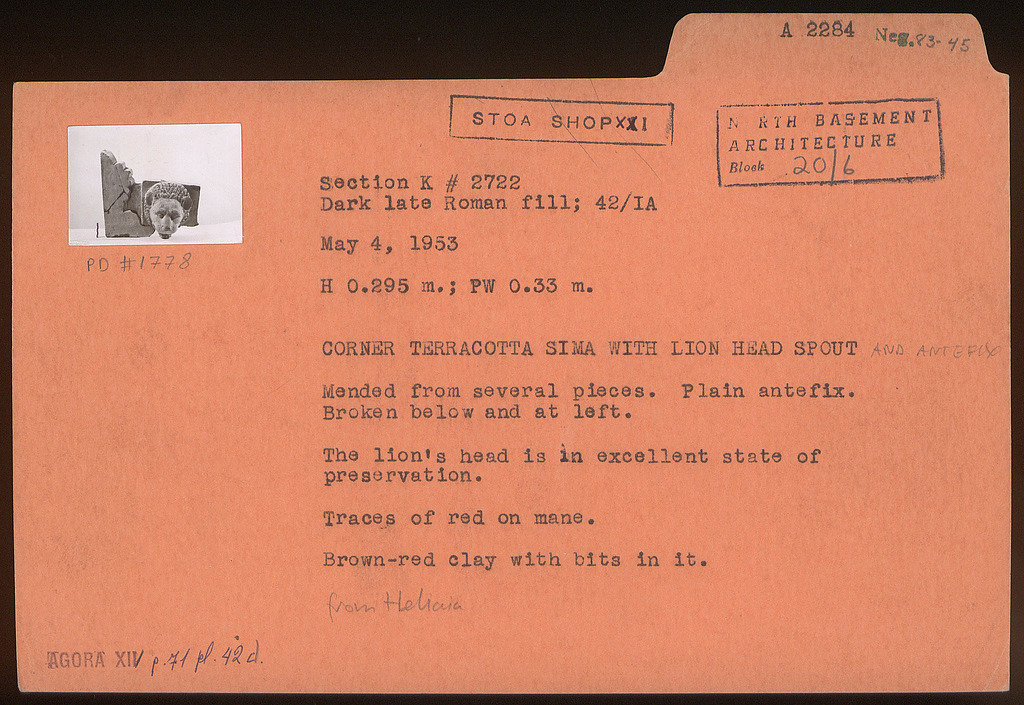 A 2284 Neg. 83-45
STOA SHOP XXI
N RTH BASEMENT
ARCHITECTURE
Block 20/6
Section K # 2722
Dark late Roman fill; 42/IA
May 4, 1953
PD #1778
H 0.295 m.; PW 0.33 m.
CORNER TERRACOTTA SIMA WITH LION HEAD SPOUT AND ANTEFIX
Mended from several pieces. Plain antefix.
Broken below and at left.
The lion's head is in excellent state of
preservation.
Traces of red on mane.
Brown-red clay with bits in it.
from Heliaia
AGORA XIV p. 71 pl. 42 d.